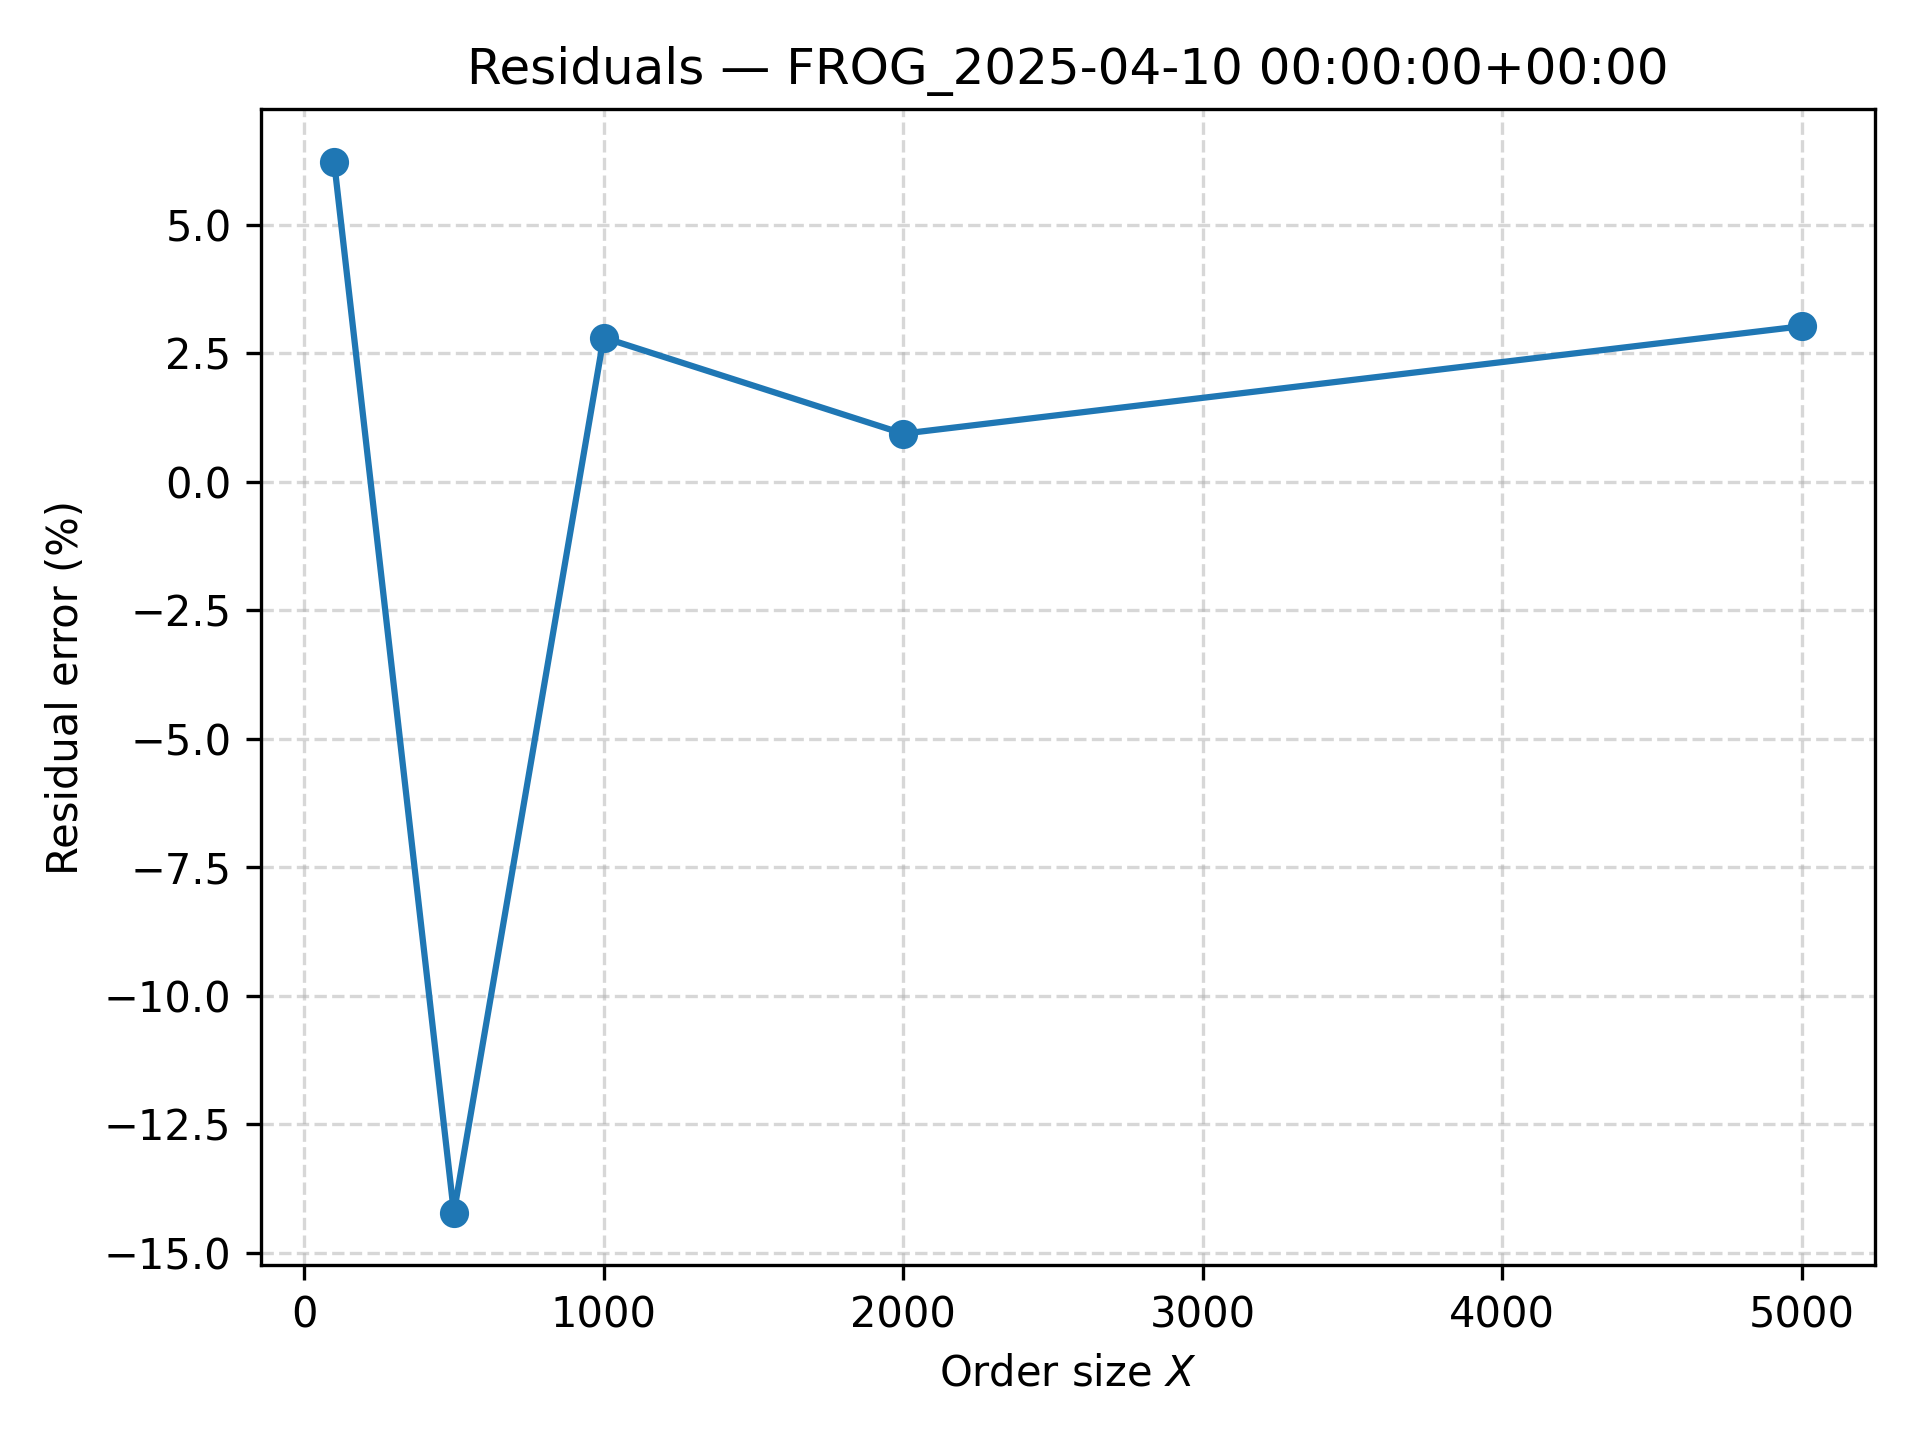 Residuals — FROG_2025-04-10 00:00:00+00:00
5.0
2.5
0.0
−2.5
−5.0
−7.5
−10.0
−12.5
−15.0
Residual error (%)
0 1000 2000 3000 4000 5000
Order size X